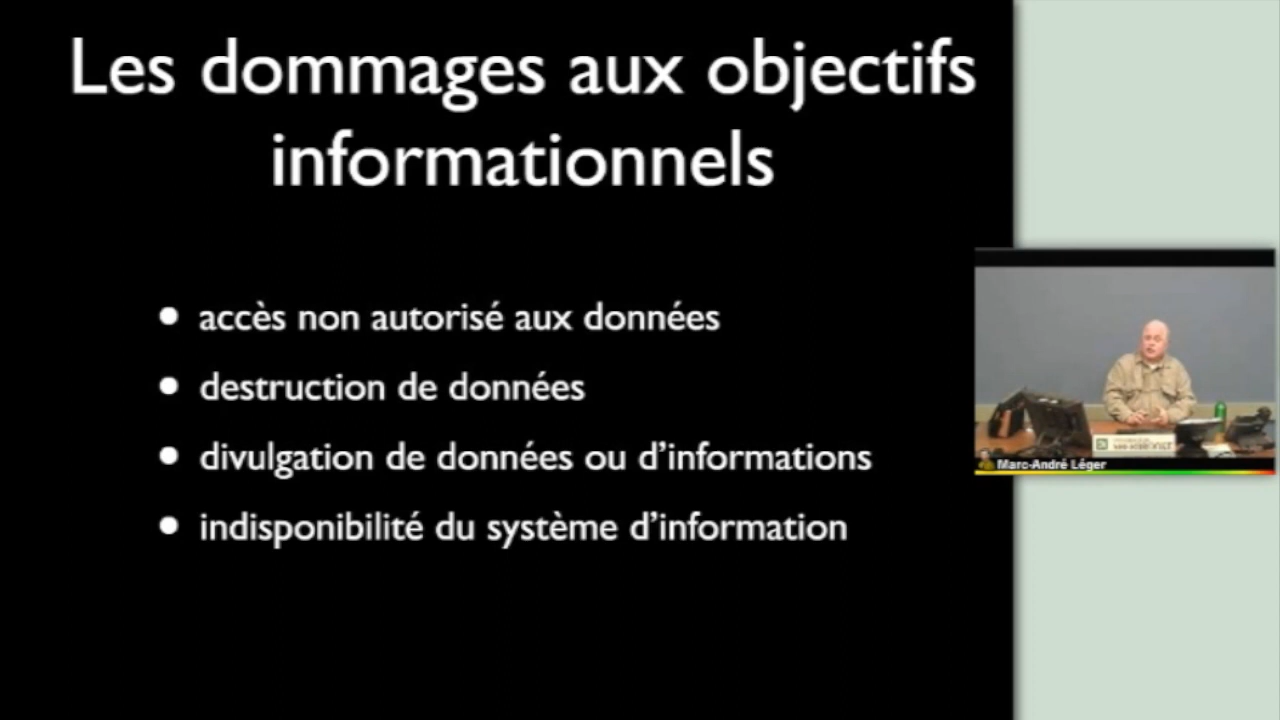 Les dommages aux objectifs
informationnels
• accès non autorisé aux données
• destruction de données
• divulgation de données ou d’informations
• indisponibilité du système d’information
Marc-André Léger